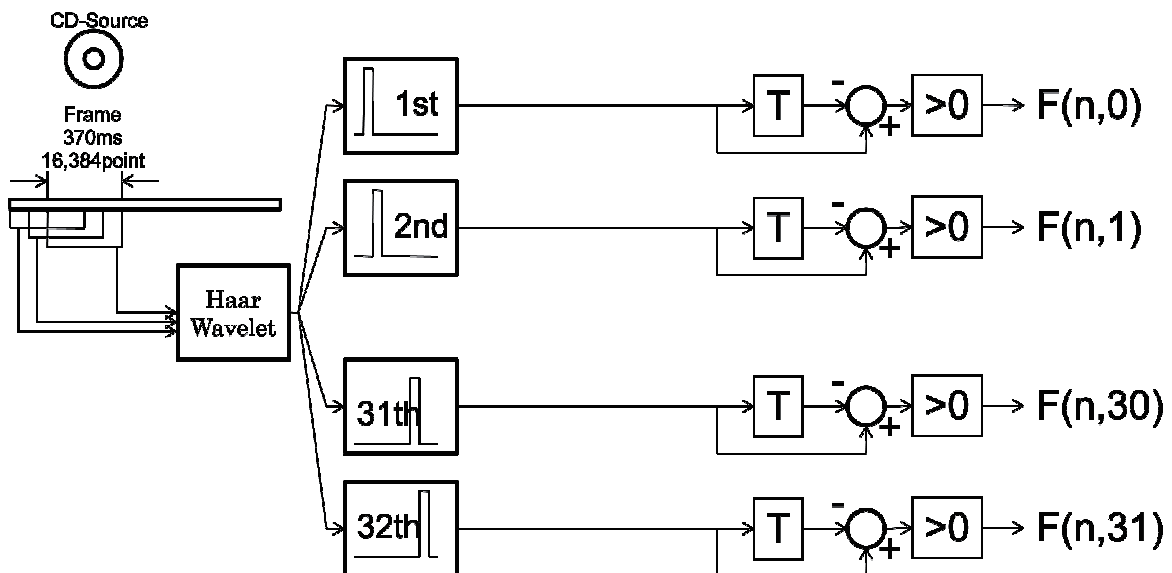 CD-Source
Frame
370ms
16,384point
Haar
Wavelet
1st
T
-
+
>0
F(n,0)
2nd
T
-
+
>0
F(n,1)
31th
T
-
+
>0
F(n,30)
32th
T
-
+
>0
F(n,31)